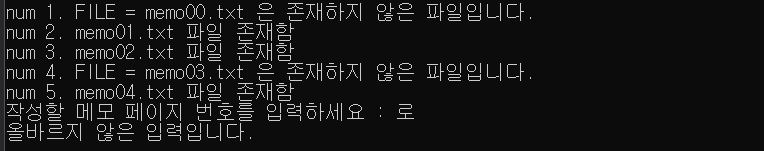 num 1. FILE = memo00.txt 은 존재하지 않은 파일입니다.
num 2. memo01.txt 파일 존재함
num 3. memo02.txt 파일 존재함
num 4. FILE = memo03.txt 은 존재하지 않은 파일입니다.
num 5. memo04.txt 파일 존재함
작성할 메모 페이지 번호를 입력하세요 : 로
올바르지 않은 입력입니다.